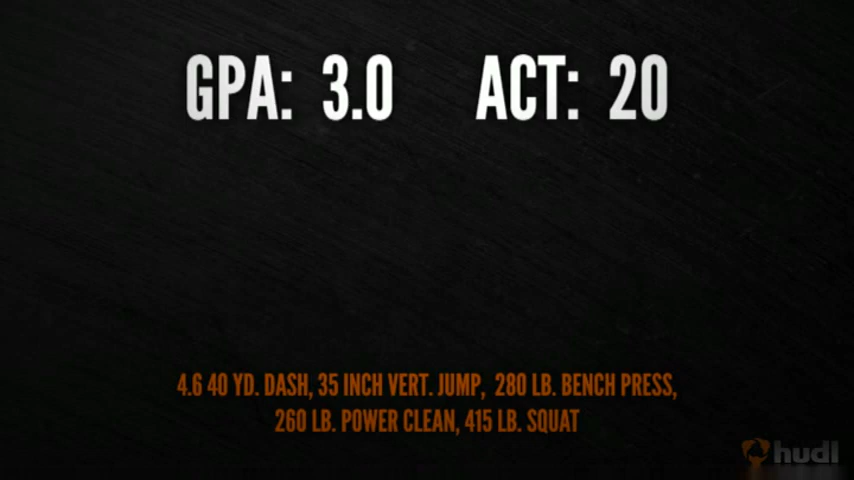 GPA: 3.0 ACT: 20
4.6 40 YD. DASH, 35 INCH VERT. JUMP, 280 LB. BENCH PRESS,
260 LB. POWER CLEAN, 415 LB. SQUAT
hudl